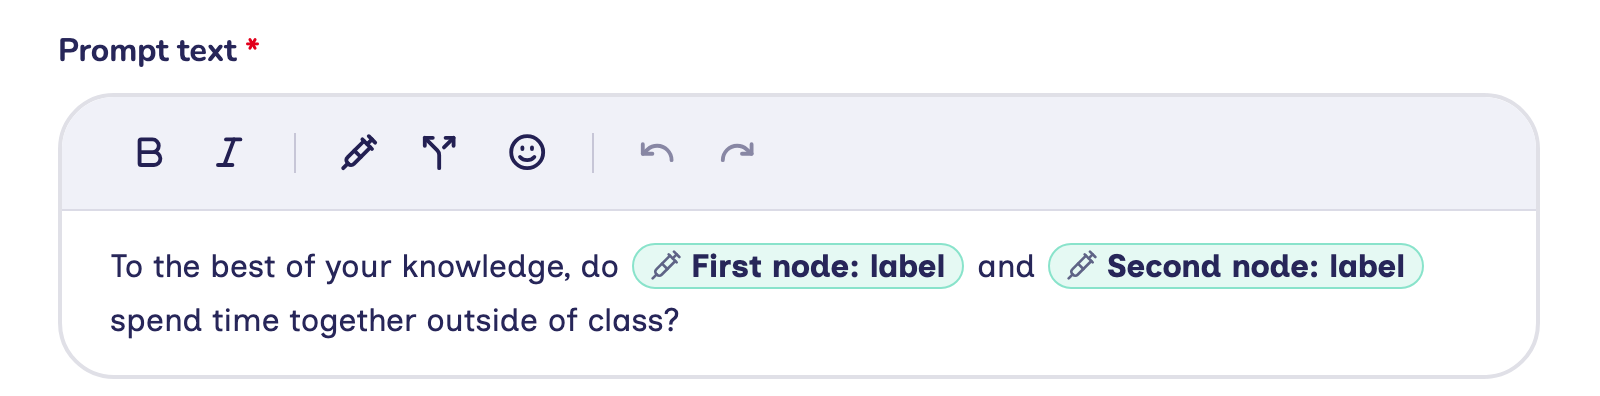 Prompt text *
B I
To the best of your knowledge, do First node: label and Second node: label
spend time together outside of class?